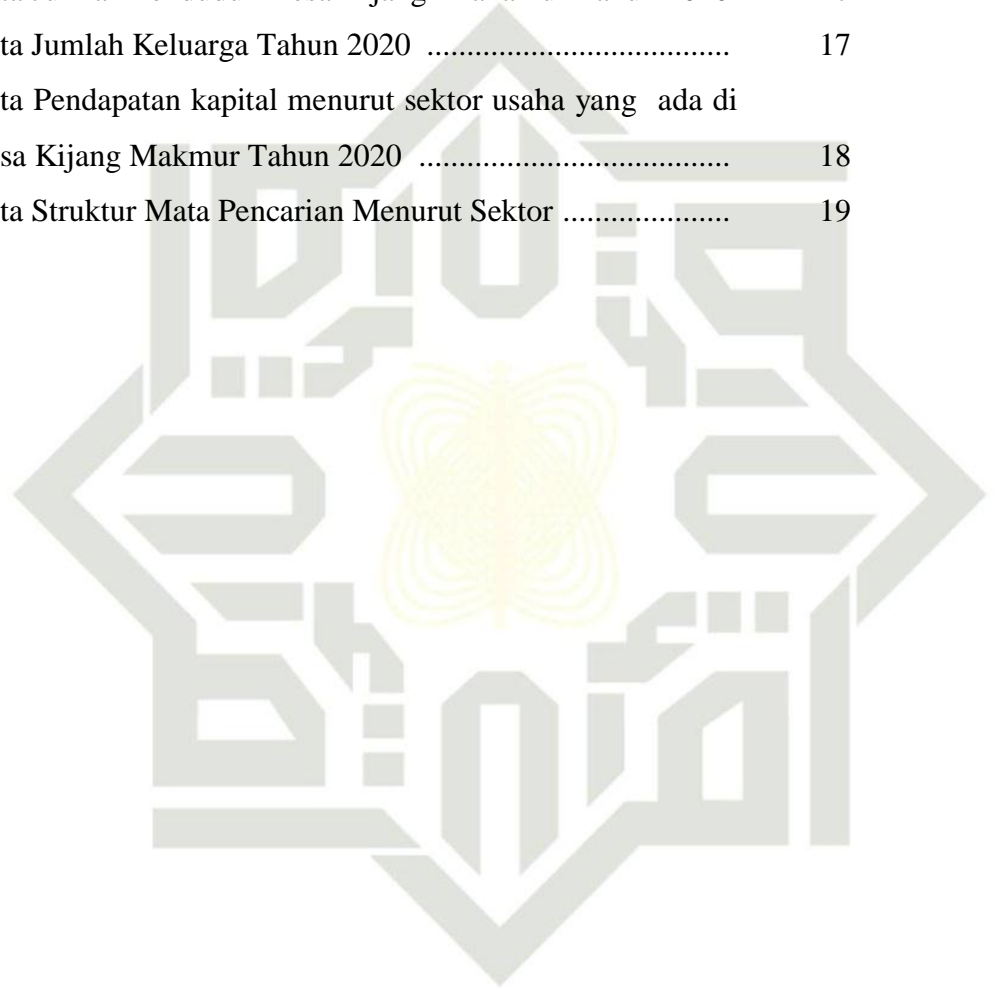 ta Jumlah Keluarga Tahun 2020 ................................... 17
ta Pendapatan kapital menurut sektor usaha yang ada di
sa Kijang Makmur Tahun 2020 .................................... 18
ta Struktur Mata Pencarian Menurut Sektor .................... 19